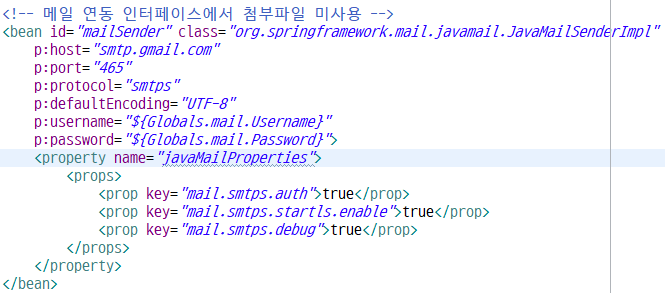 <!-- 메일 연동 인터페이스에서 첨부파일 미사용 -->
<bean id="mailSender" class="org.springframework.mail.javamail.JavaMailSenderImpl"
p:host="smtp.gmail.com"
p:port="465"
p:protocol="smtps"
p:defaultEncoding="UTF-8"
p:username="${Globals.mail.Username}"
p:password="${Globals.mail.Password}">
<property name="javaMailProperties">
<props>
<prop key="mail.smtps.auth">true</prop>
<prop key="mail.smtps.startls.enable">true</prop>
<prop key="mail.smtps.debug">true</prop>
</props>
</property>
</bean>